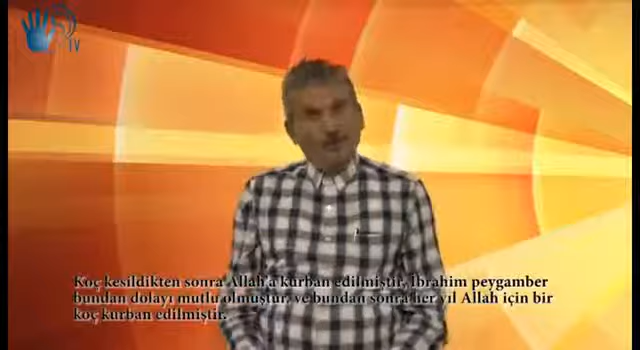 TV
Koç kesildikten sonra Allah'a kurban edilmiştir, İbrahim peygamber
bundan dolayı mutlu olmuştur. ve bundan sonra her yıl Allah için bir
koç kurban edilmiştir.